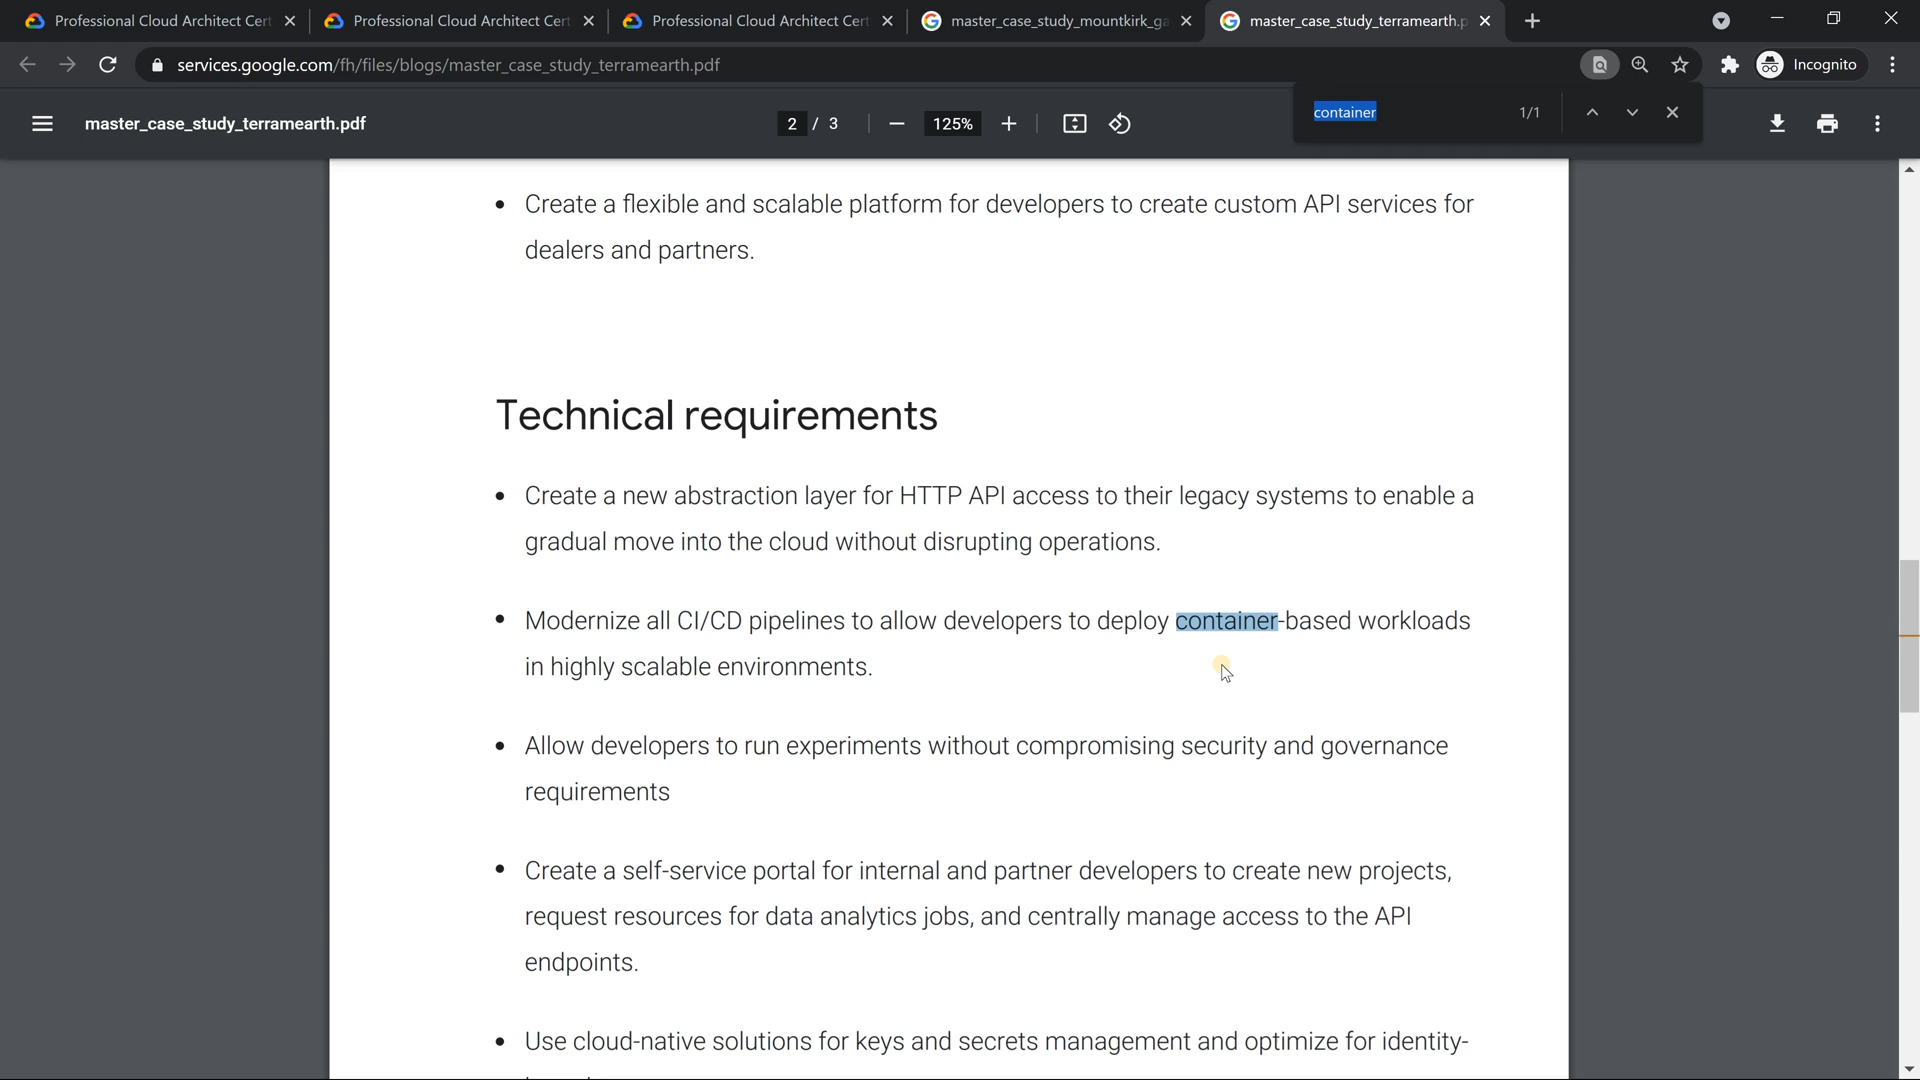 Professional Cloud Architect Cert
Professional Cloud Architect Cert
Professional Cloud Architect Cert
master_case_study_mountkirk_ga
master_case_study_terramearth.p
services.google.com/fh/files/blogs/master_case_study_terramearth.pdf
Incognito
container 1/1
master_case_study_terramearth.pdf
2 / 3
125%
• Create a flexible and scalable platform for developers to create custom API services for
dealers and partners.
Technical requirements
• Create a new abstraction layer for HTTP API access to their legacy systems to enable a
gradual move into the cloud without disrupting operations.
• Modernize all CI/CD pipelines to allow developers to deploy container-based workloads
in highly scalable environments.
• Allow developers to run experiments without compromising security and governance
requirements
• Create a self-service portal for internal and partner developers to create new projects,
request resources for data analytics jobs, and centrally manage access to the API
endpoints.
• Use cloud-native solutions for keys and secrets management and optimize for identity-